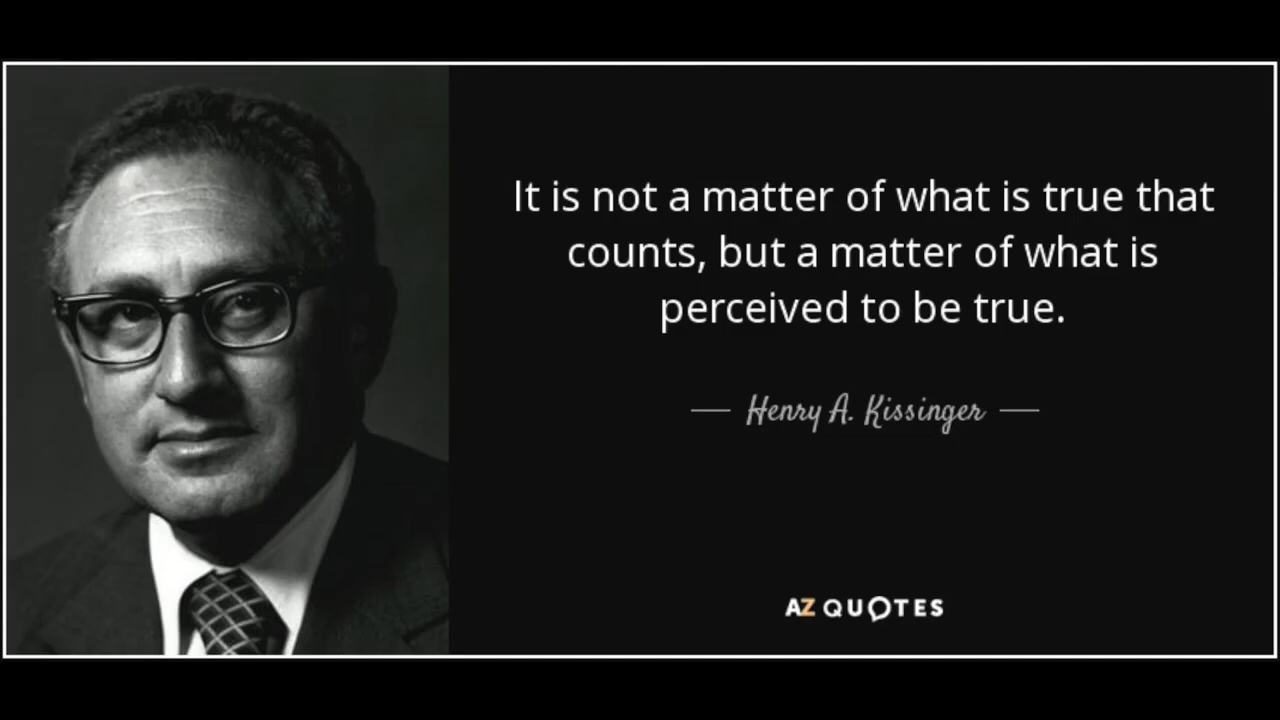 It is not a matter of what is true that
counts, but a matter of what is
perceived to be true.
Henry A. Kissinger
AZ QUOTES